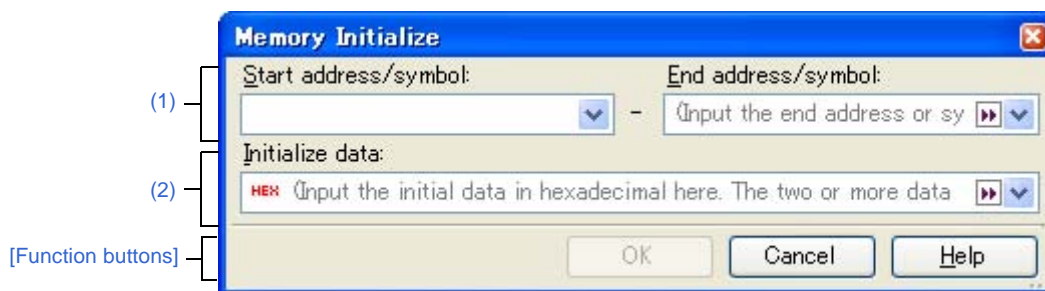 Memory Initialize
Start address/symbol: End address/symbol:
(1)
- (Input the end address or sy
Initialize data:
(2)
HEX (Input the initial data in hexadecimal here. The two or more data
[Function buttons]
OK Cancel Help